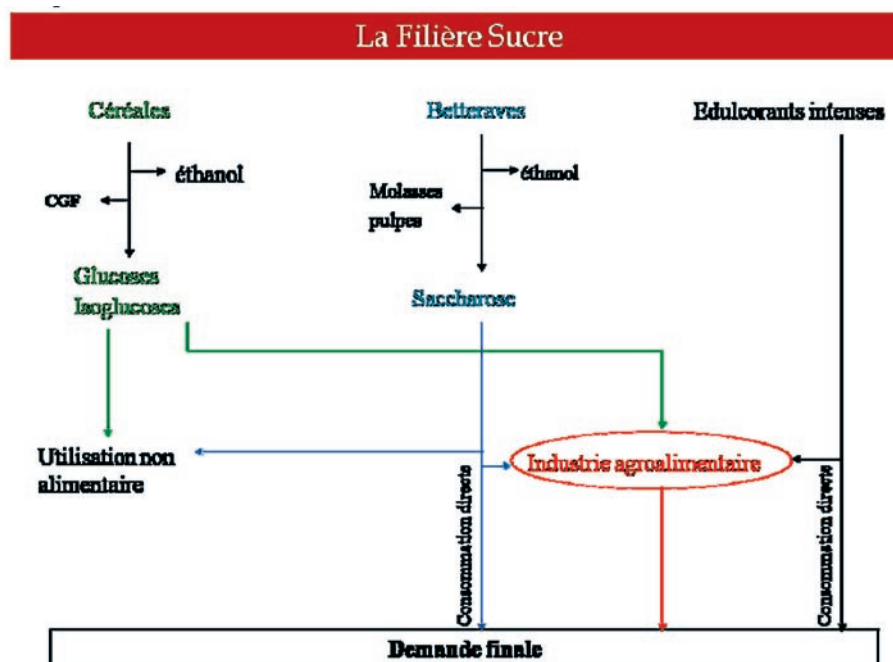 La Filière Sucre
Céréales
Betteraves
Edulcorants intenses
éthanol
CGF
éthanol
Molasses
pulpes
Glucoses
Isoglucoses
Saccharose
Utilisation non
alimentaire
Industrie agroalimentaire
Consommation directe
Consommation directe
Demande finale